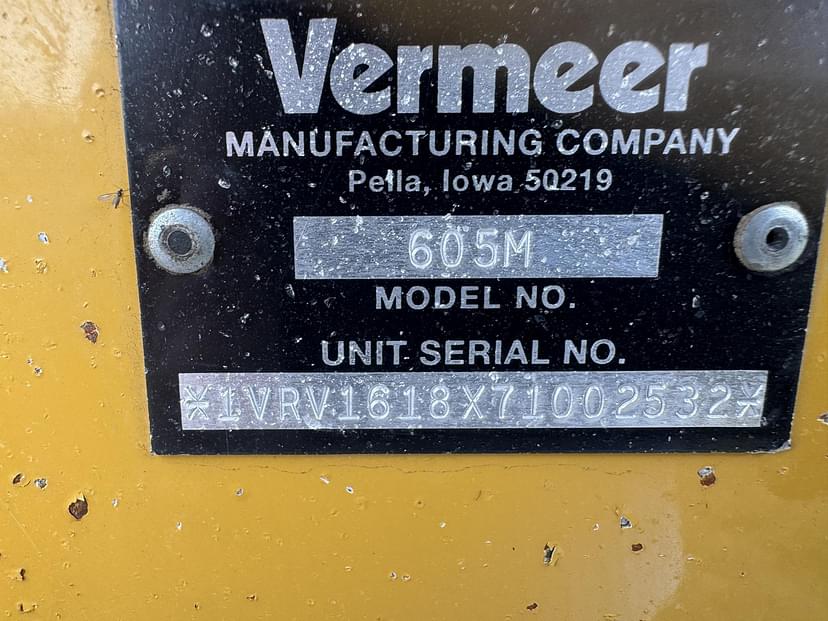 Vermeer
MANUFACTURING COMPANY
Pella, Iowa 50219
605M
MODEL NO.
UNIT SERIAL NO.
*1VRV1618X71002532*